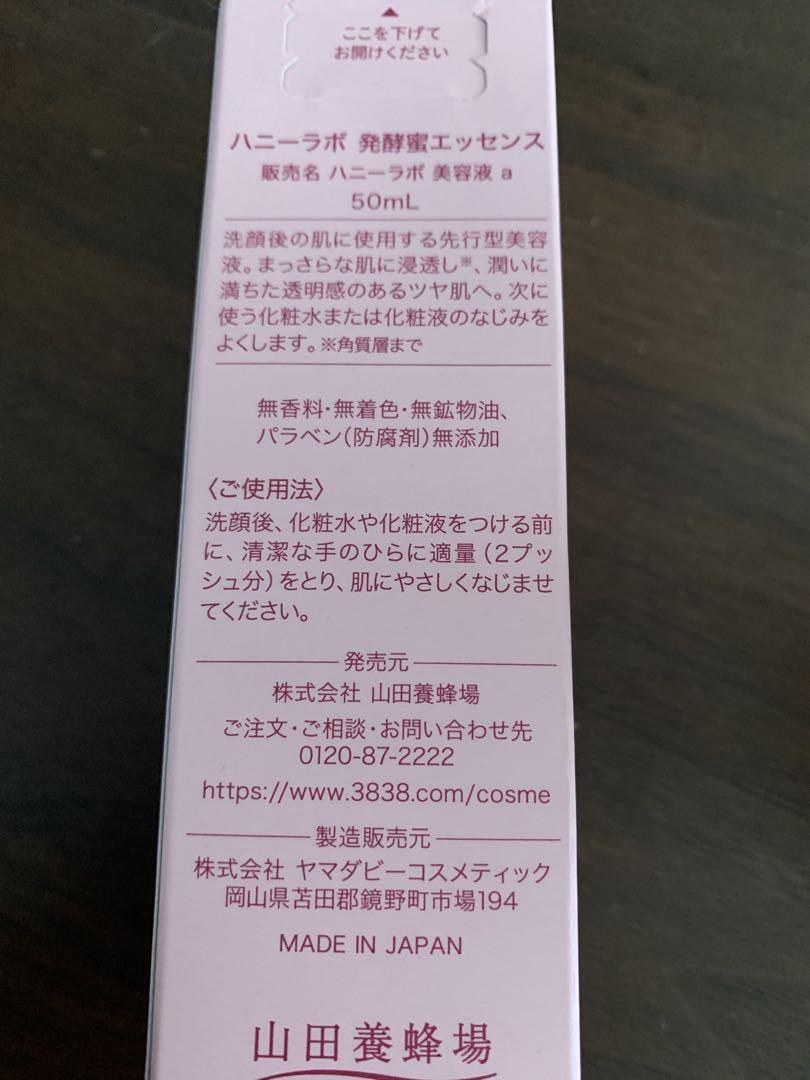 ここを下げて
お開けください
ハニーラボ 発酵蜜エッセンス
販売名 ハニーラボ 美容液 a
50mL
洗顔後の肌に使用する先行型美容
液。まっさらな肌に浸透し※、潤いに
満ちた透明感のあるツヤ肌へ。次に
使う化粧水または化粧液のなじみを
よくします。※角質層まで
無香料・無着色・無鉱物油、
パラベン(防腐剤)無添加
〈ご使用法〉
洗顔後、化粧水や化粧液をつける前
に、清潔な手のひらに適量(2プッ
シュ分)をとり、肌にやさしくなじませ
てください。
発売元
株式会社 山田養蜂場
ご注文・ご相談・お問い合わせ先
0120-87-2222
https://www.3838.com/cosme
製造販売元
株式会社 ヤマダビーコスメティック
岡山県苫田郡鏡野町市場194
MADE IN JAPAN
山田養蜂場